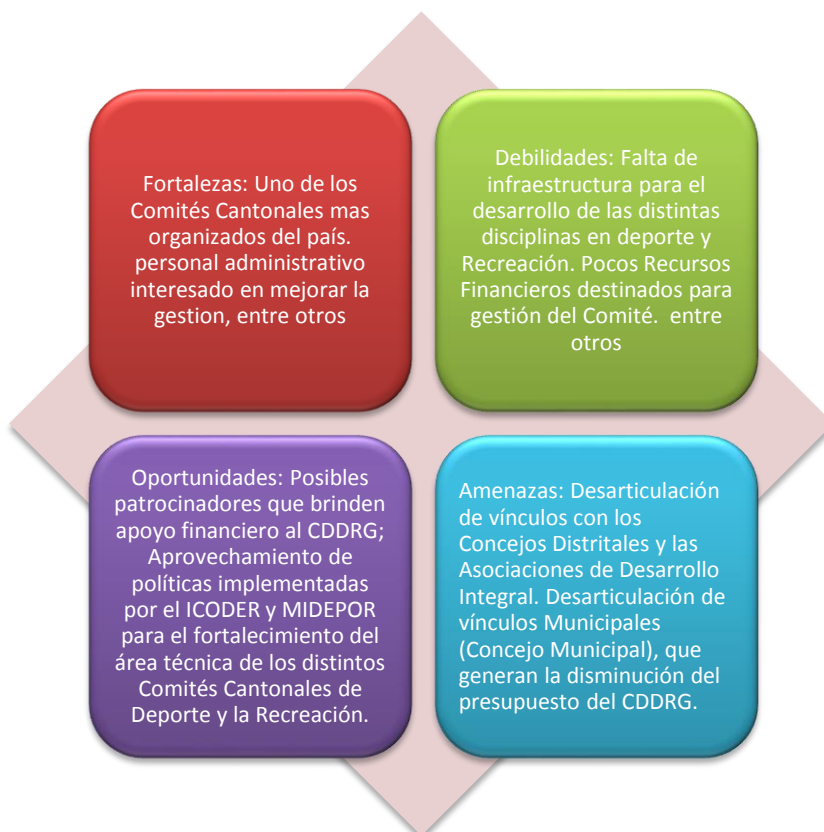 Fortalezas: Uno de los
Comités Cantonales mas
organizados del país.
personal administrativo
interesado en mejorar la
gestion, entre otros
Debilidades: Falta de
infraestructura para el
desarrollo de las distintas
disciplinas en deporte y
Recreación. Pocos Recursos
Financieros destinados para
gestión del Comité.  entre
otros
Oportunidades: Posibles
patrocinadores que brinden
apoyo financiero al CDDRG;
Aprovechamiento de
políticas implementadas
por el ICODER y MIDEPOR
para el fortalecimiento del
área técnica de los distintos
Comités Cantonales de
Deporte y la Recreación.
Amenazas: Desarticulación
de vínculos con los
Concejos Distritales y las
Asociaciones de Desarrollo
Integral. Desarticulación de
vínculos Municipales
(Concejo Municipal), que
generan la disminución del
presupuesto del CDDRG.